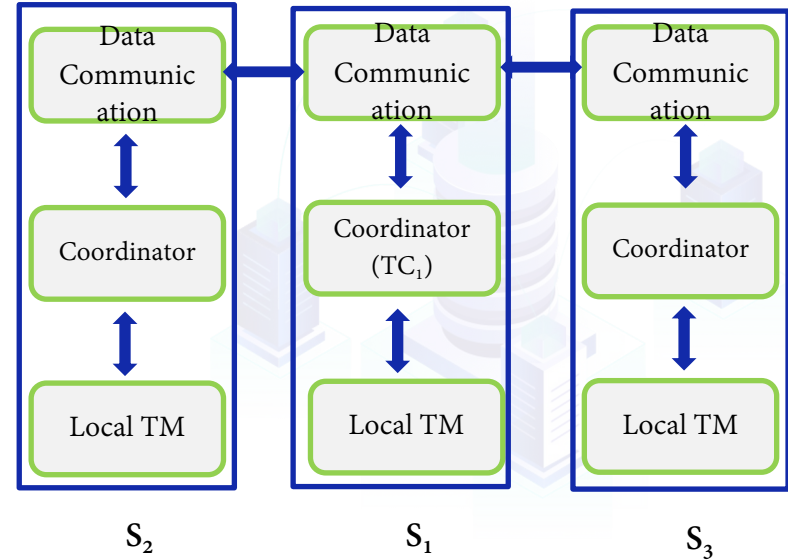 Data
Communic
ation
Coordinator
Local TM
S₂
Data
Communic
ation
Coordinator
(TC₁)
Local TM
S₁
Data
Communic
ation
Coordinator
Local TM
S₃